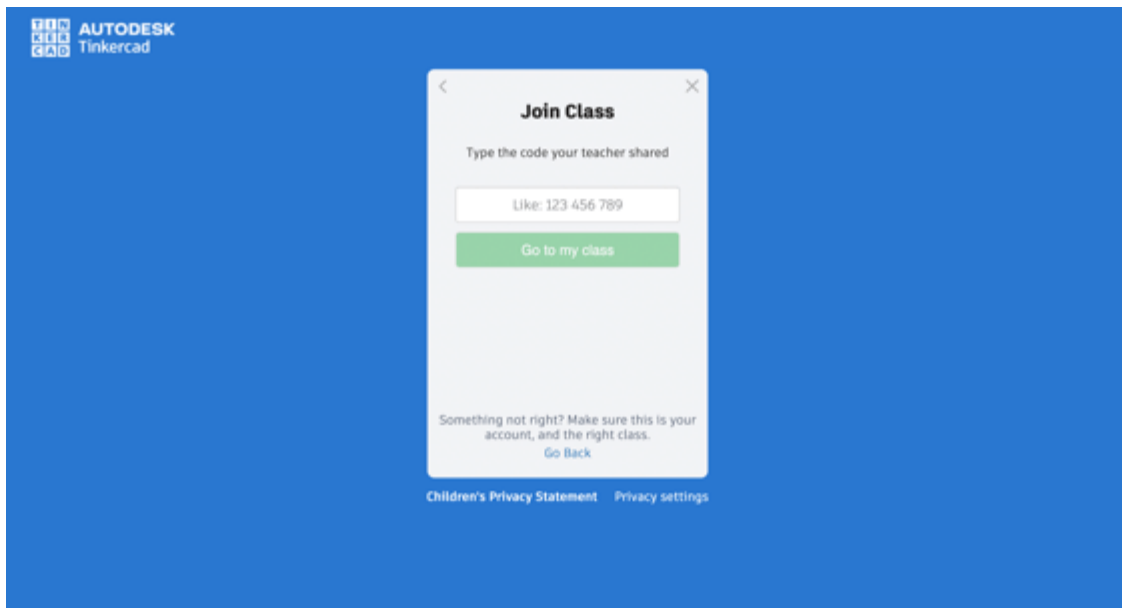 TIN
KER
CAD
AUTODESK
Tinkercad
Join Class
Type the code your teacher shared
Like: 123 456 789
Go to my class
Something not right? Make sure this is your
account, and the right class.
Go Back
Children's Privacy Statement Privacy settings